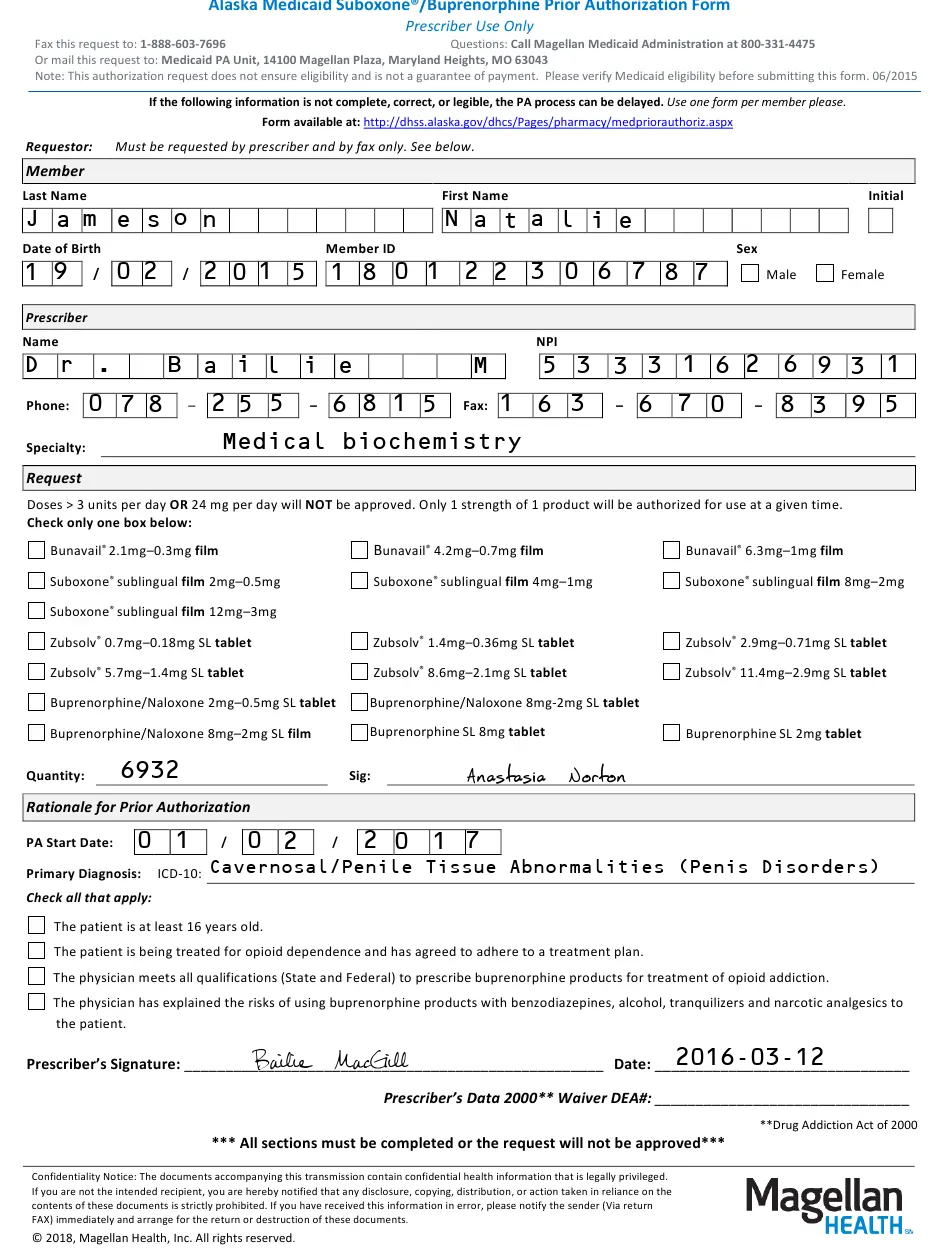 Alaska Medicaid Suboxone®/Buprenorphine Prior Authorization Form
Prescriber Use Only
Fax this request to: 1-888-603-7696 Questions: Call Magellan Medicaid Administration at 800-331-4475
Or mail this request to: Medicaid PA Unit, 14100 Magellan Plaza, Maryland Heights, MO 63043
Note: This authorization request does not ensure eligibility and is not a guarantee of payment. Please verify Medicaid eligibility before submitting this form. 06/2015
If the following information is not complete, correct, or legible, the PA process can be delayed. Use one form per member please.
Form available at: http://dhss.alaska.gov/dhcs/Pages/pharmacy/medpriorauthoriz.aspx
Requestor: Must be requested by prescriber and by fax only. See below.
Member
Last Name First Name Initial
Jameson Natalie
Date of Birth Member ID Sex
19 / 02 / 2015 180122306787 Male Female
Prescriber
Name NPI
Dr. Bailie M 53331626931
Phone: 078 – 255 – 6815 Fax: 163 – 670 – 8395
Specialty: Medical biochemistry
Request
Doses > 3 units per day OR 24 mg per day will NOT be approved. Only 1 strength of 1 product will be authorized for use at a given time.
Check only one box below:
Bunavail® 2.1mg–0.3mg film Bunavail® 4.2mg–0.7mg film Bunavail® 6.3mg–1mg film
Suboxone® sublingual film 2mg–0.5mg Suboxone® sublingual film 4mg–1mg Suboxone® sublingual film 8mg–2mg
Suboxone® sublingual film 12mg–3mg
Zubsolv® 0.7mg–0.18mg SL tablet Zubsolv® 1.4mg–0.36mg SL tablet Zubsolv® 2.9mg–0.71mg SL tablet
Zubsolv® 5.7mg–1.4mg SL tablet Zubsolv® 8.6mg–2.1mg SL tablet Zubsolv® 11.4mg–2.9mg SL tablet
Buprenorphine/Naloxone 2mg–0.5mg SL tablet Buprenorphine/Naloxone 8mg-2mg SL tablet
Buprenorphine/Naloxone 8mg–2mg SL film Buprenorphine SL 8mg tablet Buprenorphine SL 2mg tablet
Quantity: 6932 Sig: Anastasia Norton
Rationale for Prior Authorization
PA Start Date: 01 / 02 / 2017
Primary Diagnosis: ICD-10: Cavernosal/Penile Tissue Abnormalities (Penis Disorders)
Check all that apply:
The patient is at least 16 years old.
The patient is being treated for opioid dependence and has agreed to adhere to a treatment plan.
The physician meets all qualifications (State and Federal) to prescribe buprenorphine products for treatment of opioid addiction.
The physician has explained the risks of using buprenorphine products with benzodiazepines, alcohol, tranquilizers and narcotic analgesics to
the patient.
Prescriber's Signature: Bailie MacGill Date: 2016-03-12
Prescriber's Data 2000** Waiver DEA#:
**Drug Addiction Act of 2000
*** All sections must be completed or the request will not be approved***
Confidentiality Notice: The documents accompanying this transmission contain confidential health information that is legally privileged.
If you are not the intended recipient, you are hereby notified that any disclosure, copying, distribution, or action taken in reliance on the
contents of these documents is strictly prohibited. If you have received this information in error, please notify the sender (Via return
FAX) immediately and arrange for the return or destruction of these documents.
© 2018, Magellan Health, Inc. All rights reserved.
Magellan
HEALTH